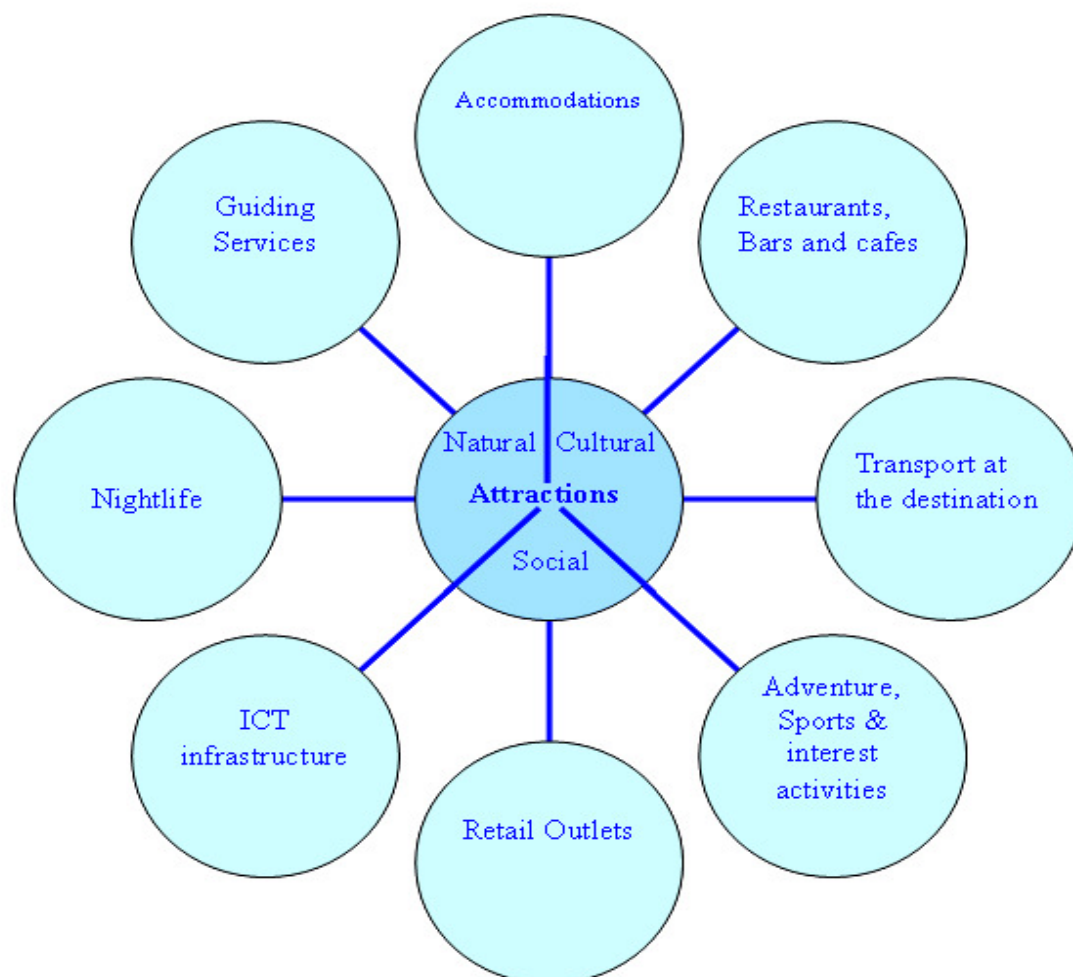 Accommodations
Guiding
Services
Restaurants,
Bars and cafes
Natural Cultural
Attractions
Social
Nightlife
Transport at
the destination
ICT
infrastructure
Adventure,
Sports &
interest
activities
Retail Outlets